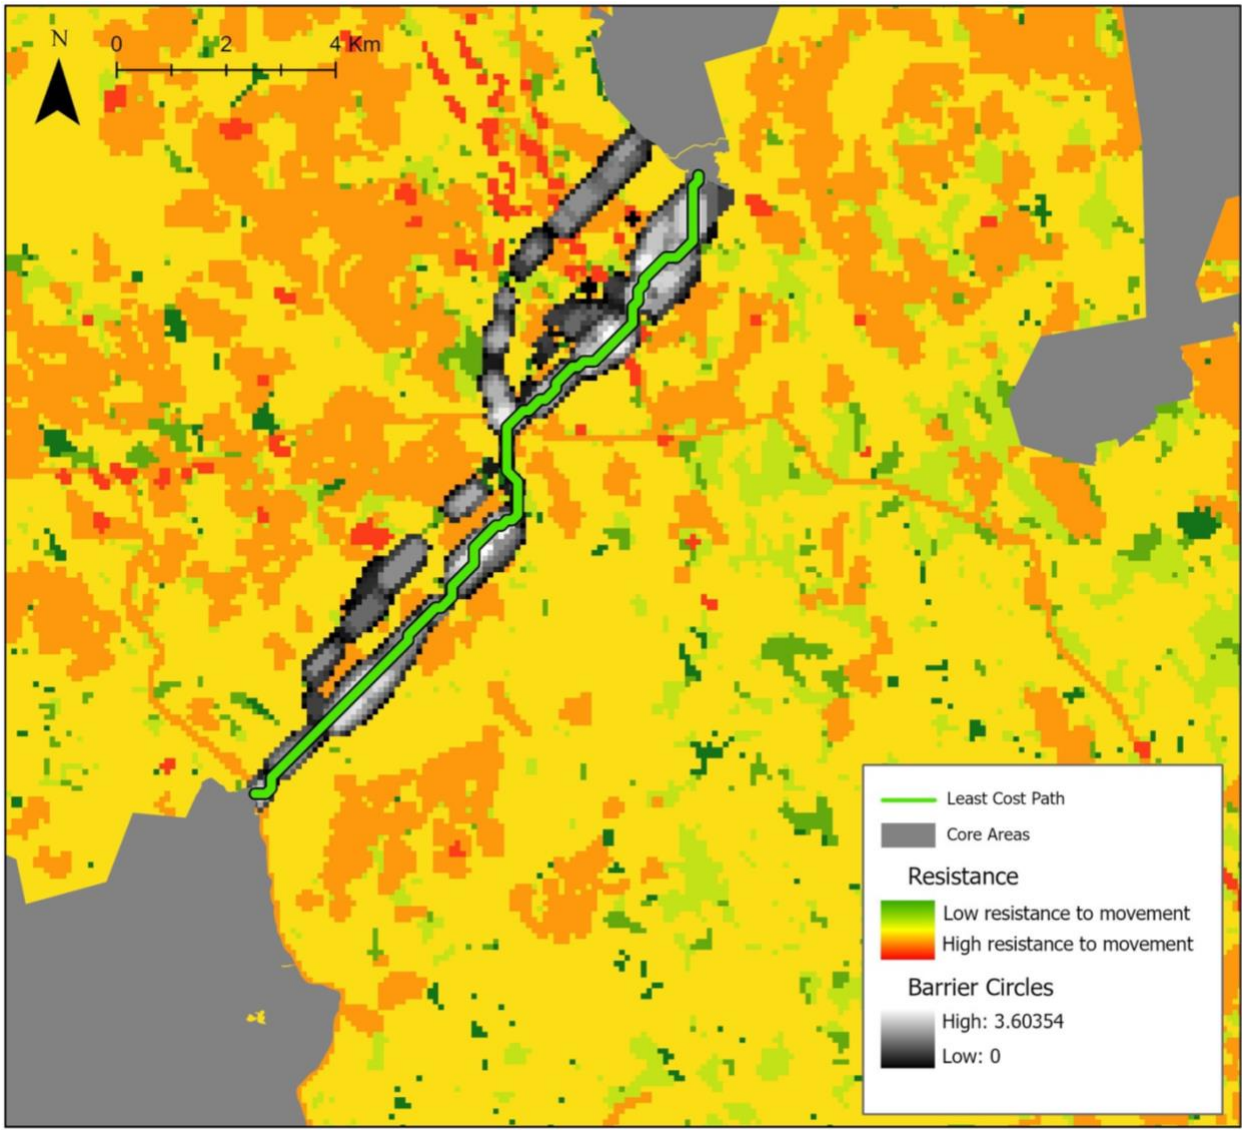 N
0 2 4 Km
Least Cost Path
Core Areas
Resistance
Low resistance to movement
High resistance to movement
Barrier Circles
High: 3.60354
Low: 0